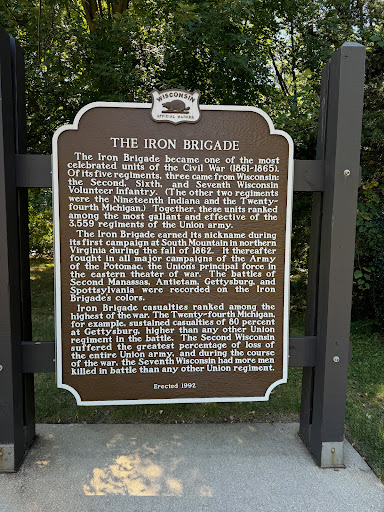 WISCONSIN
OFFICIAL MARKER
THE IRON BRIGADE
The Iron Brigade became one of the most
celebrated units of the Civil War (1861-1865).
Of its five regiments, three came from Wisconsin:
the Second, Sixth, and Seventh Wisconsin
Volunteer Infantry. (The other two regiments
were the Nineteenth Indiana and the Twenty-
fourth Michigan.) Together, these units ranked
among the most gallant and effective of the
3,559 regiments of the Union army.
The Iron Brigade earned its nickname during
its first campaign at South Mountain in northern
Virginia during the fall of 1862. It thereafter
fought in all major campaigns of the Army
of the Potomac, the Union's principal force in
the eastern theater of war. The battles of
Second Manassas, Antietam, Gettysburg, and
Spottsylvania were recorded on the Iron
Brigade's colors.
Iron Brigade casualties ranked among the
highest of the war. The Twenty-fourth Michigan,
for example, sustained casualties of 80 percent
at Gettysburg, higher than any other Union
regiment in the battle. The Second Wisconsin
suffered the greatest percentage of loss of
the entire Union army, and during the course
of the war, the Seventh Wisconsin had more men
killed in battle than any other Union regiment.
Erected 1992